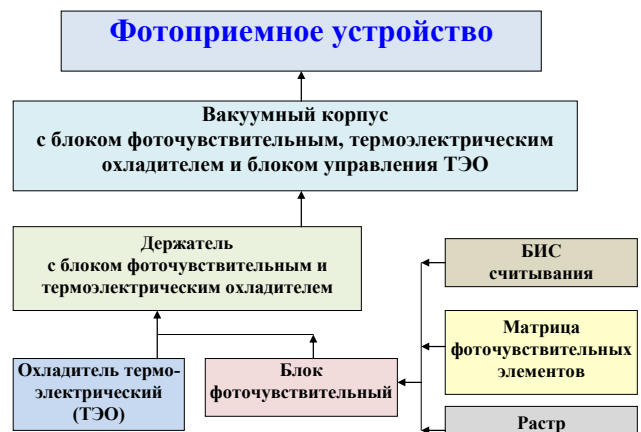 Фотоприемное устройство
Вакуумный корпус
с блоком фоточувствительным, термоэлектрическим
охладителем и блоком управления ТЭО
Держатель
с блоком фоточувствительным и
термоэлектрическим охладителем
БИС
считывания
Матрица
фоточувствительных
элементов
Охладитель термо-
электрический
(ТЭО)
Блок
фоточувствительный
Растр